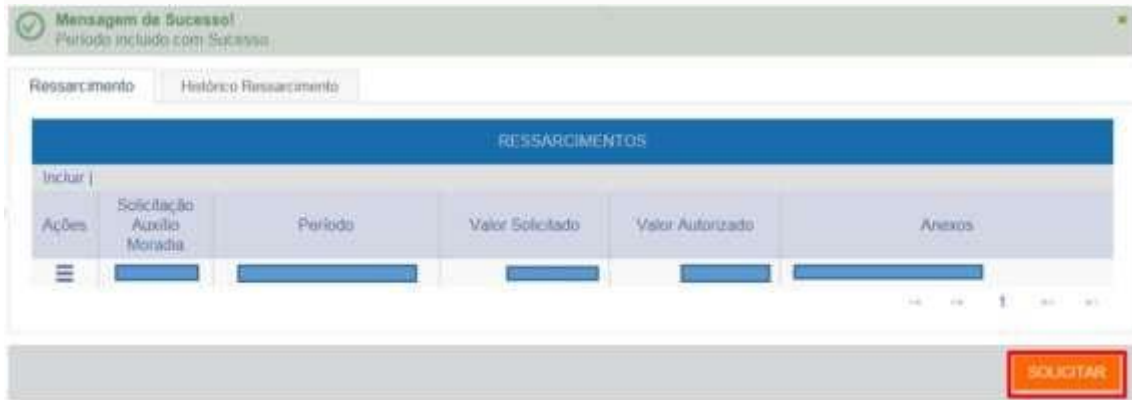 Mensagem de Sucesso!
Período incluído com Sucesso.
Ressarcimento
Histórico Ressarcimento
RESSARCIMENTOS
Incluir |
Ações
Solicitação
Auxílio
Moradia
Período
Valor Solicitado
Valor Autorizado
Anexos
1
SOLICITAR